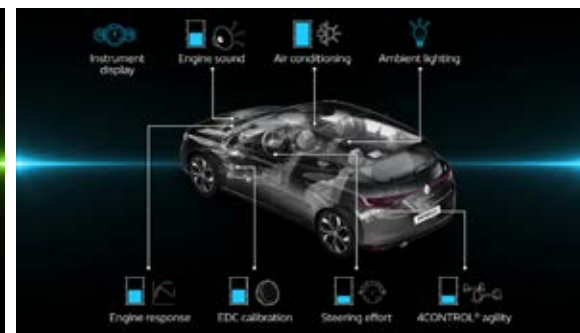 Instrument
display
Engine sound
Air conditioning
Ambient lighting
Engine response
EDC calibration
Steering effort
4CONTROL® agility